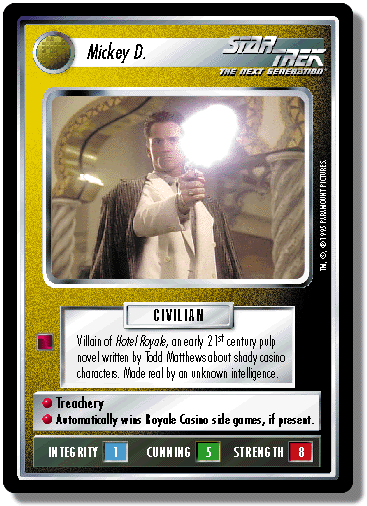 Mickey D.
STAR TREK
THE NEXT GENERATION®
TM, ©, ® 1995 PARAMOUNT PICTURES.
CIVILIAN
Villain of Hotel Royale, an early 21st century pulp
novel written by Todd Matthews about shady casino
characters. Made real by an unknown intelligence.
Treachery
Automatically wins Royale Casino side games, if present.
INTEGRITY 1 CUNNING 5 STRENGTH 8